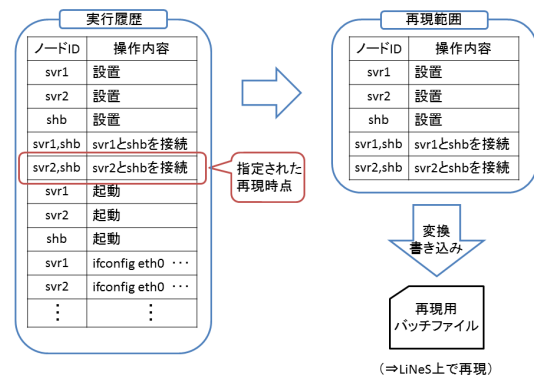 実行履歴
ノードID 操作内容
svr1 設置
svr2 設置
shb 設置
svr1,shb svr1とshbを接続
svr2,shb svr2とshbを接続
svr1 起動
svr2 起動
shb 起動
svr1 ifconfig eth0 ･･･
svr2 ifconfig eth0 ･･･
⋮ ⋮
指定された
再現時点
再現範囲
ノードID 操作内容
svr1 設置
svr2 設置
shb 設置
svr1,shb svr1とshbを接続
svr2,shb svr2とshbを接続
変換
書き込み
再現用
バッチファイル
(⇒LiNeS上で再現)